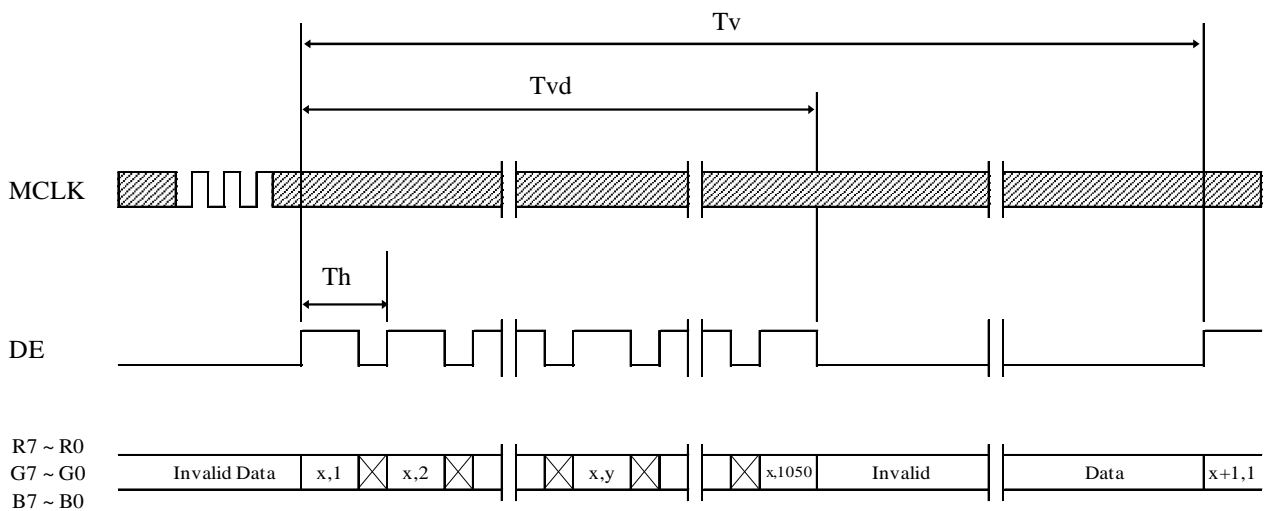 Tv
Tvd
MCLK
Th
DE
R7 ~ R0
G7 ~ G0
B7 ~ B0
Invalid Data x,1 x,2 x,y x,1050 Invalid Data x+1,1